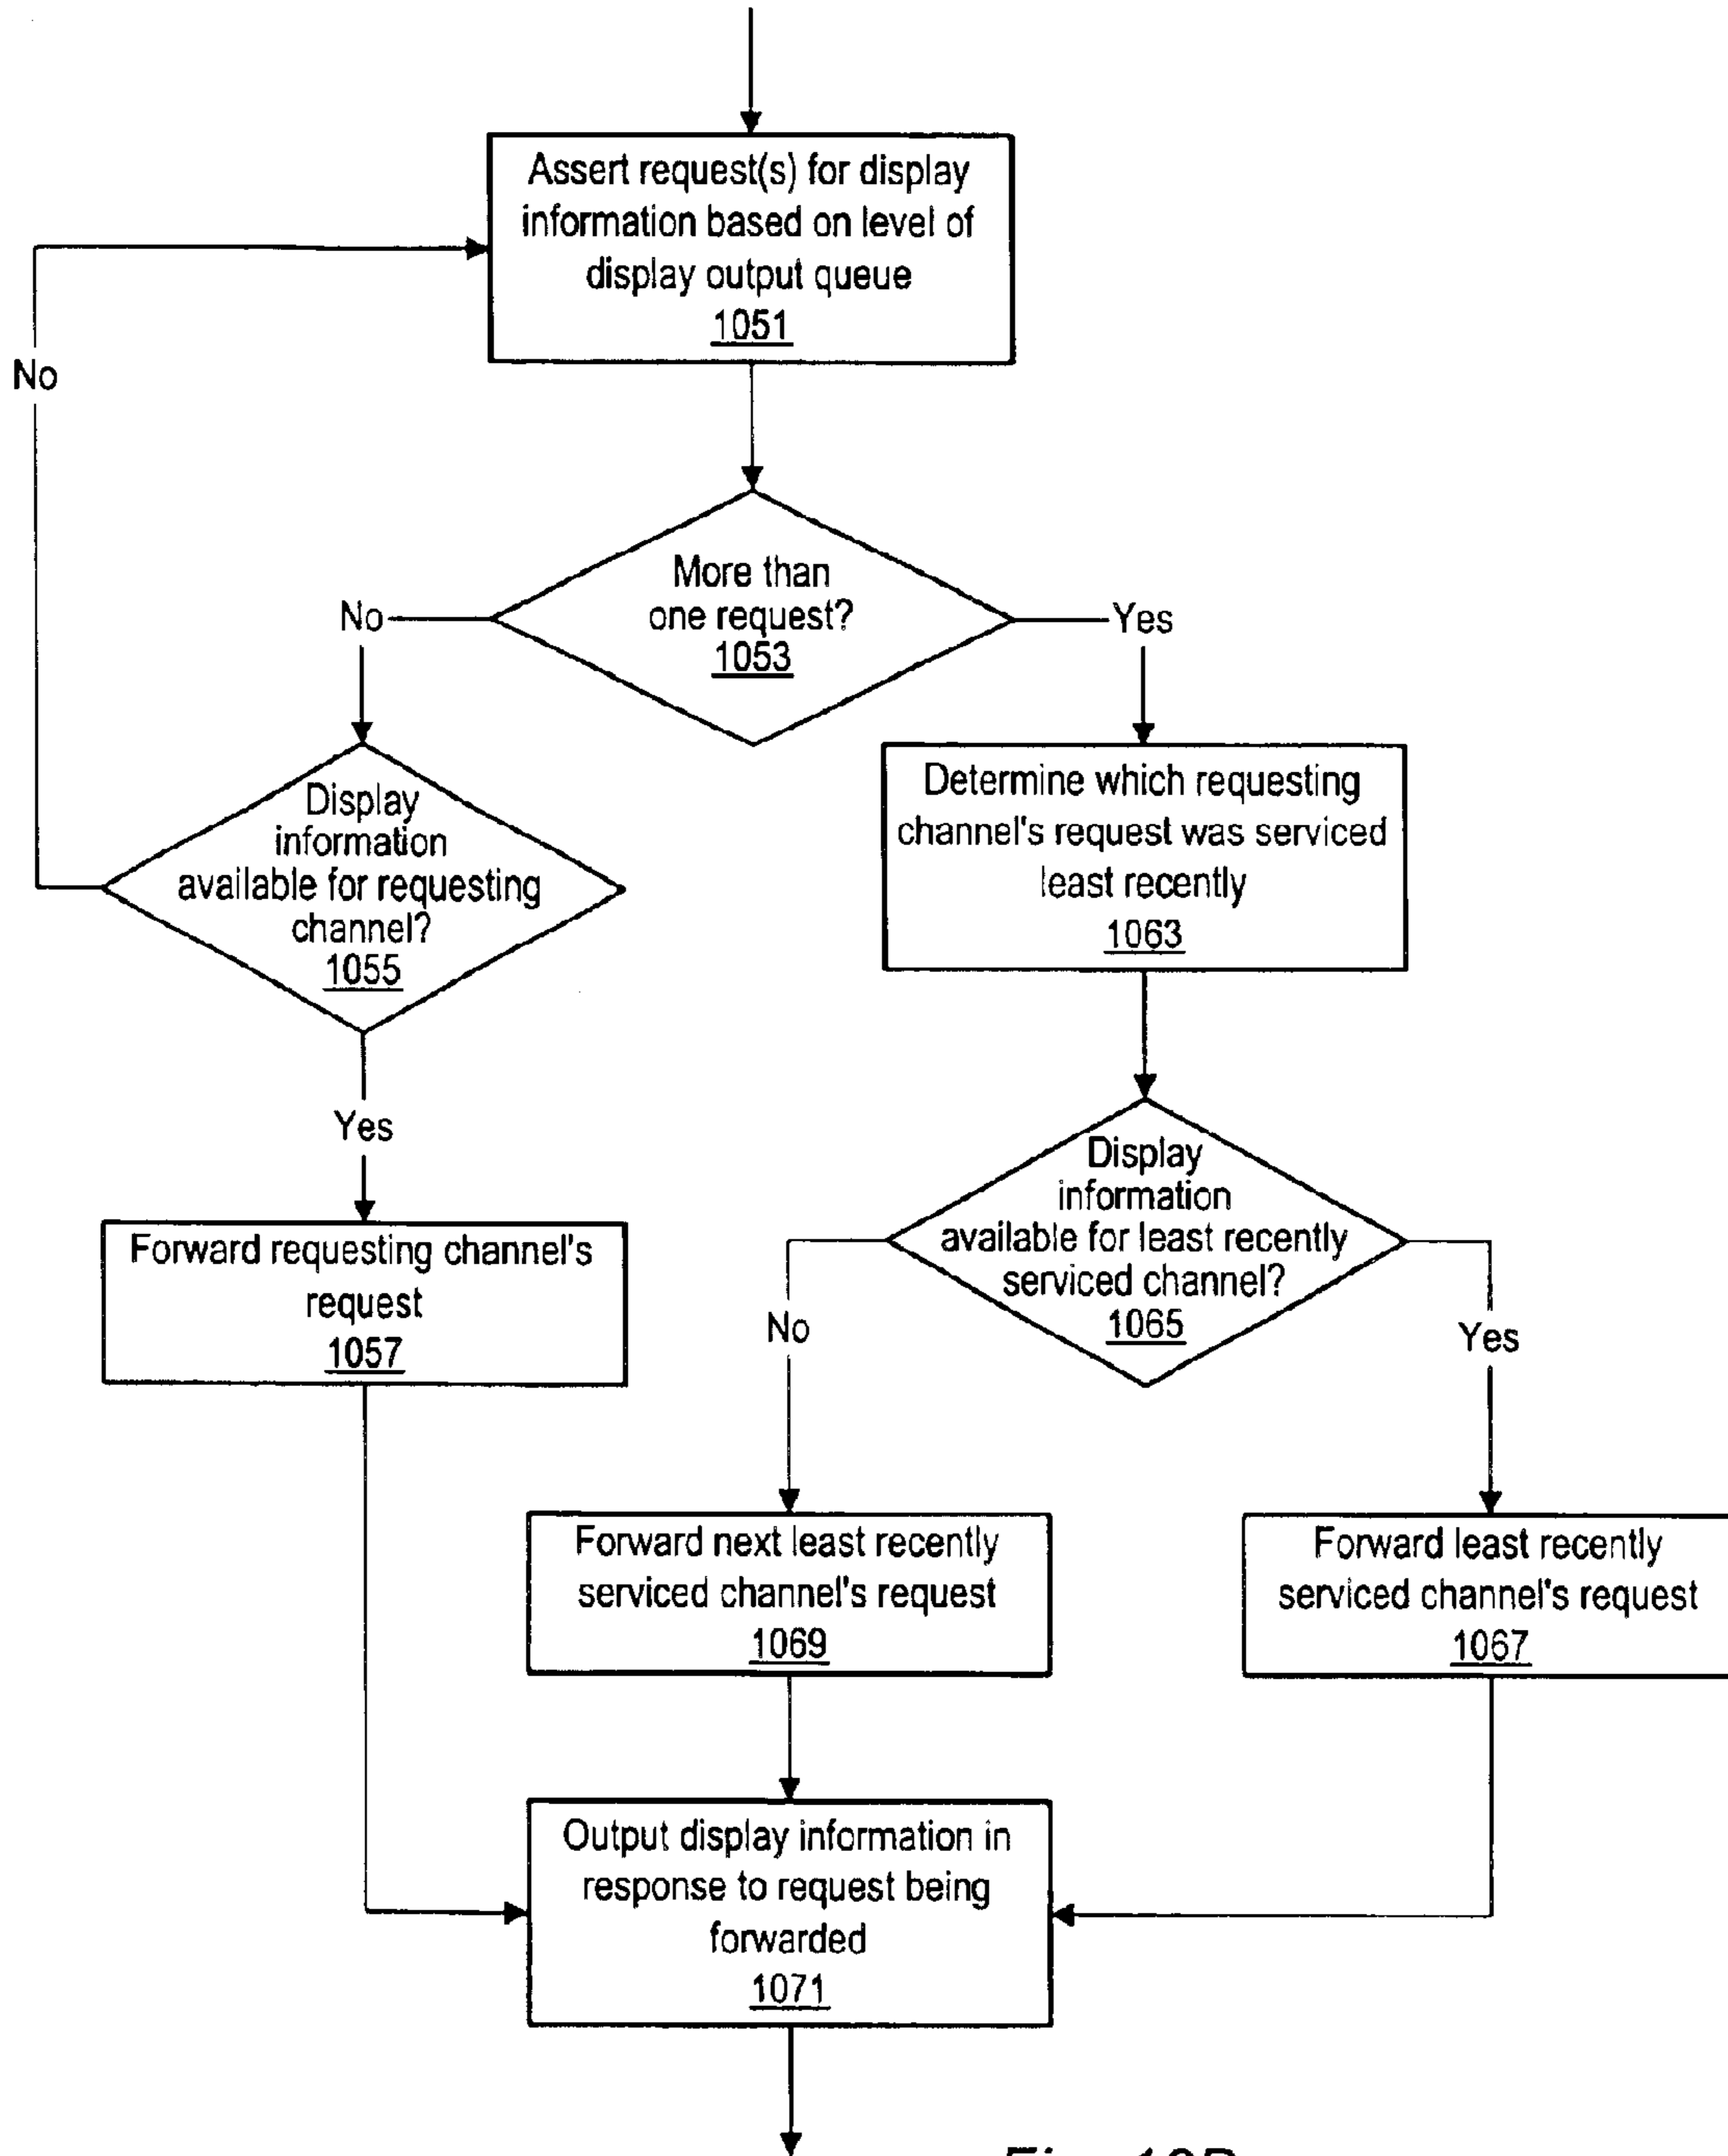 Assert request(s) for display
information based on level of
display output queue
1051
No
More than
one request?
1053
No
Yes
Display
information
available for requesting
channel?
1055
Determine which requesting
channel's request was serviced
least recently
1063
Yes
Display
information
available for least recently
serviced channel?
1065
Forward requesting channel's
request
1057
No
Yes
Forward next least recently
serviced channel's request
1069
Forward least recently
serviced channel's request
1067
Output display information in
response to request being
forwarded
1071